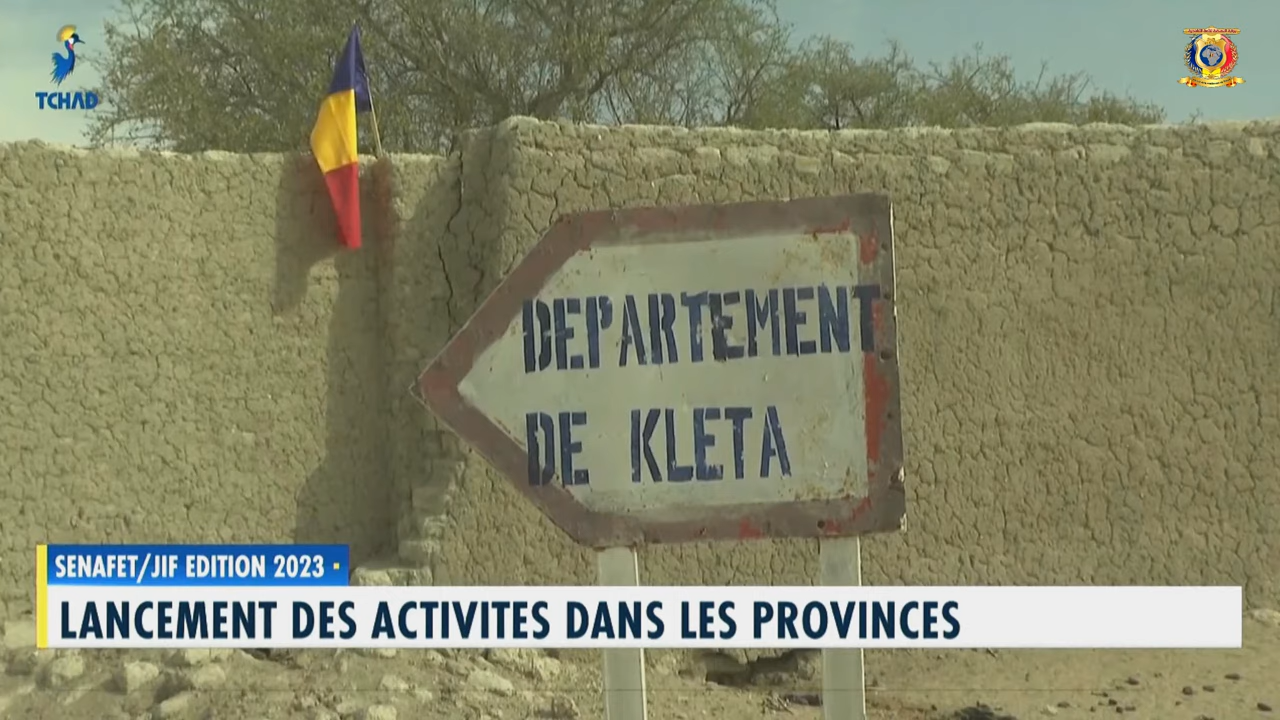 TCHAD
DEPARTEMENT
DE KLETA
SENAFET/JIF EDITION 2023
LANCEMENT DES ACTIVITES DANS LES PROVINCES